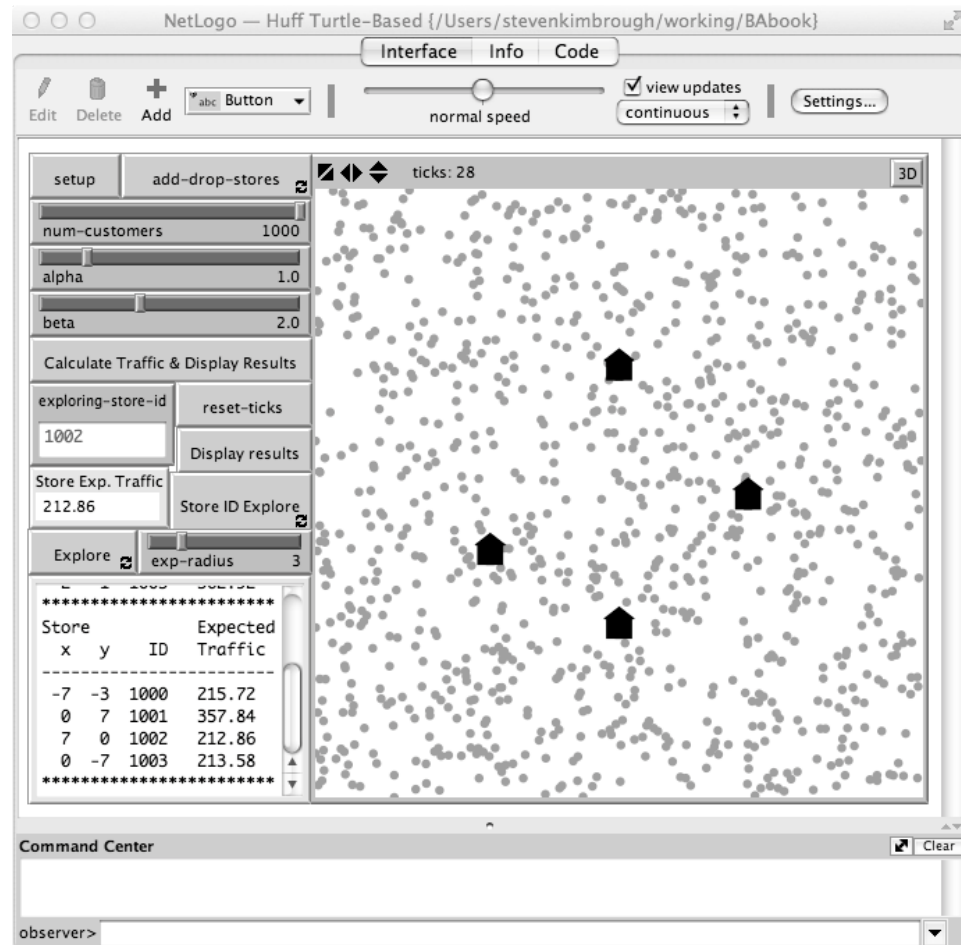 NetLogo — Huff Turtle-Based {/Users/stevenkimbrough/working/BAbook}
Interface Info Code
Edit Delete Add abc Button normal speed view updates continuous Settings...
setup add-drop-stores ticks: 28 3D
num-customers 1000
alpha 1.0
beta 2.0
Calculate Traffic & Display Results
exploring-store-id
1002
reset-ticks
Display results
Store Exp. Traffic
212.86
Store ID Explore
Explore exp-radius 3
*************************
Store Expected
x y ID Traffic
-------------------------
-7 -3 1000 215.72
0 7 1001 357.84
7 0 1002 212.86
0 -7 1003 213.58
*************************
Command Center Clear
observer>